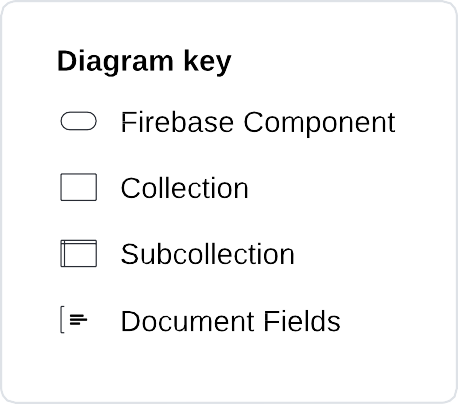 Diagram key
Firebase Component
Collection
Subcollection
Document Fields